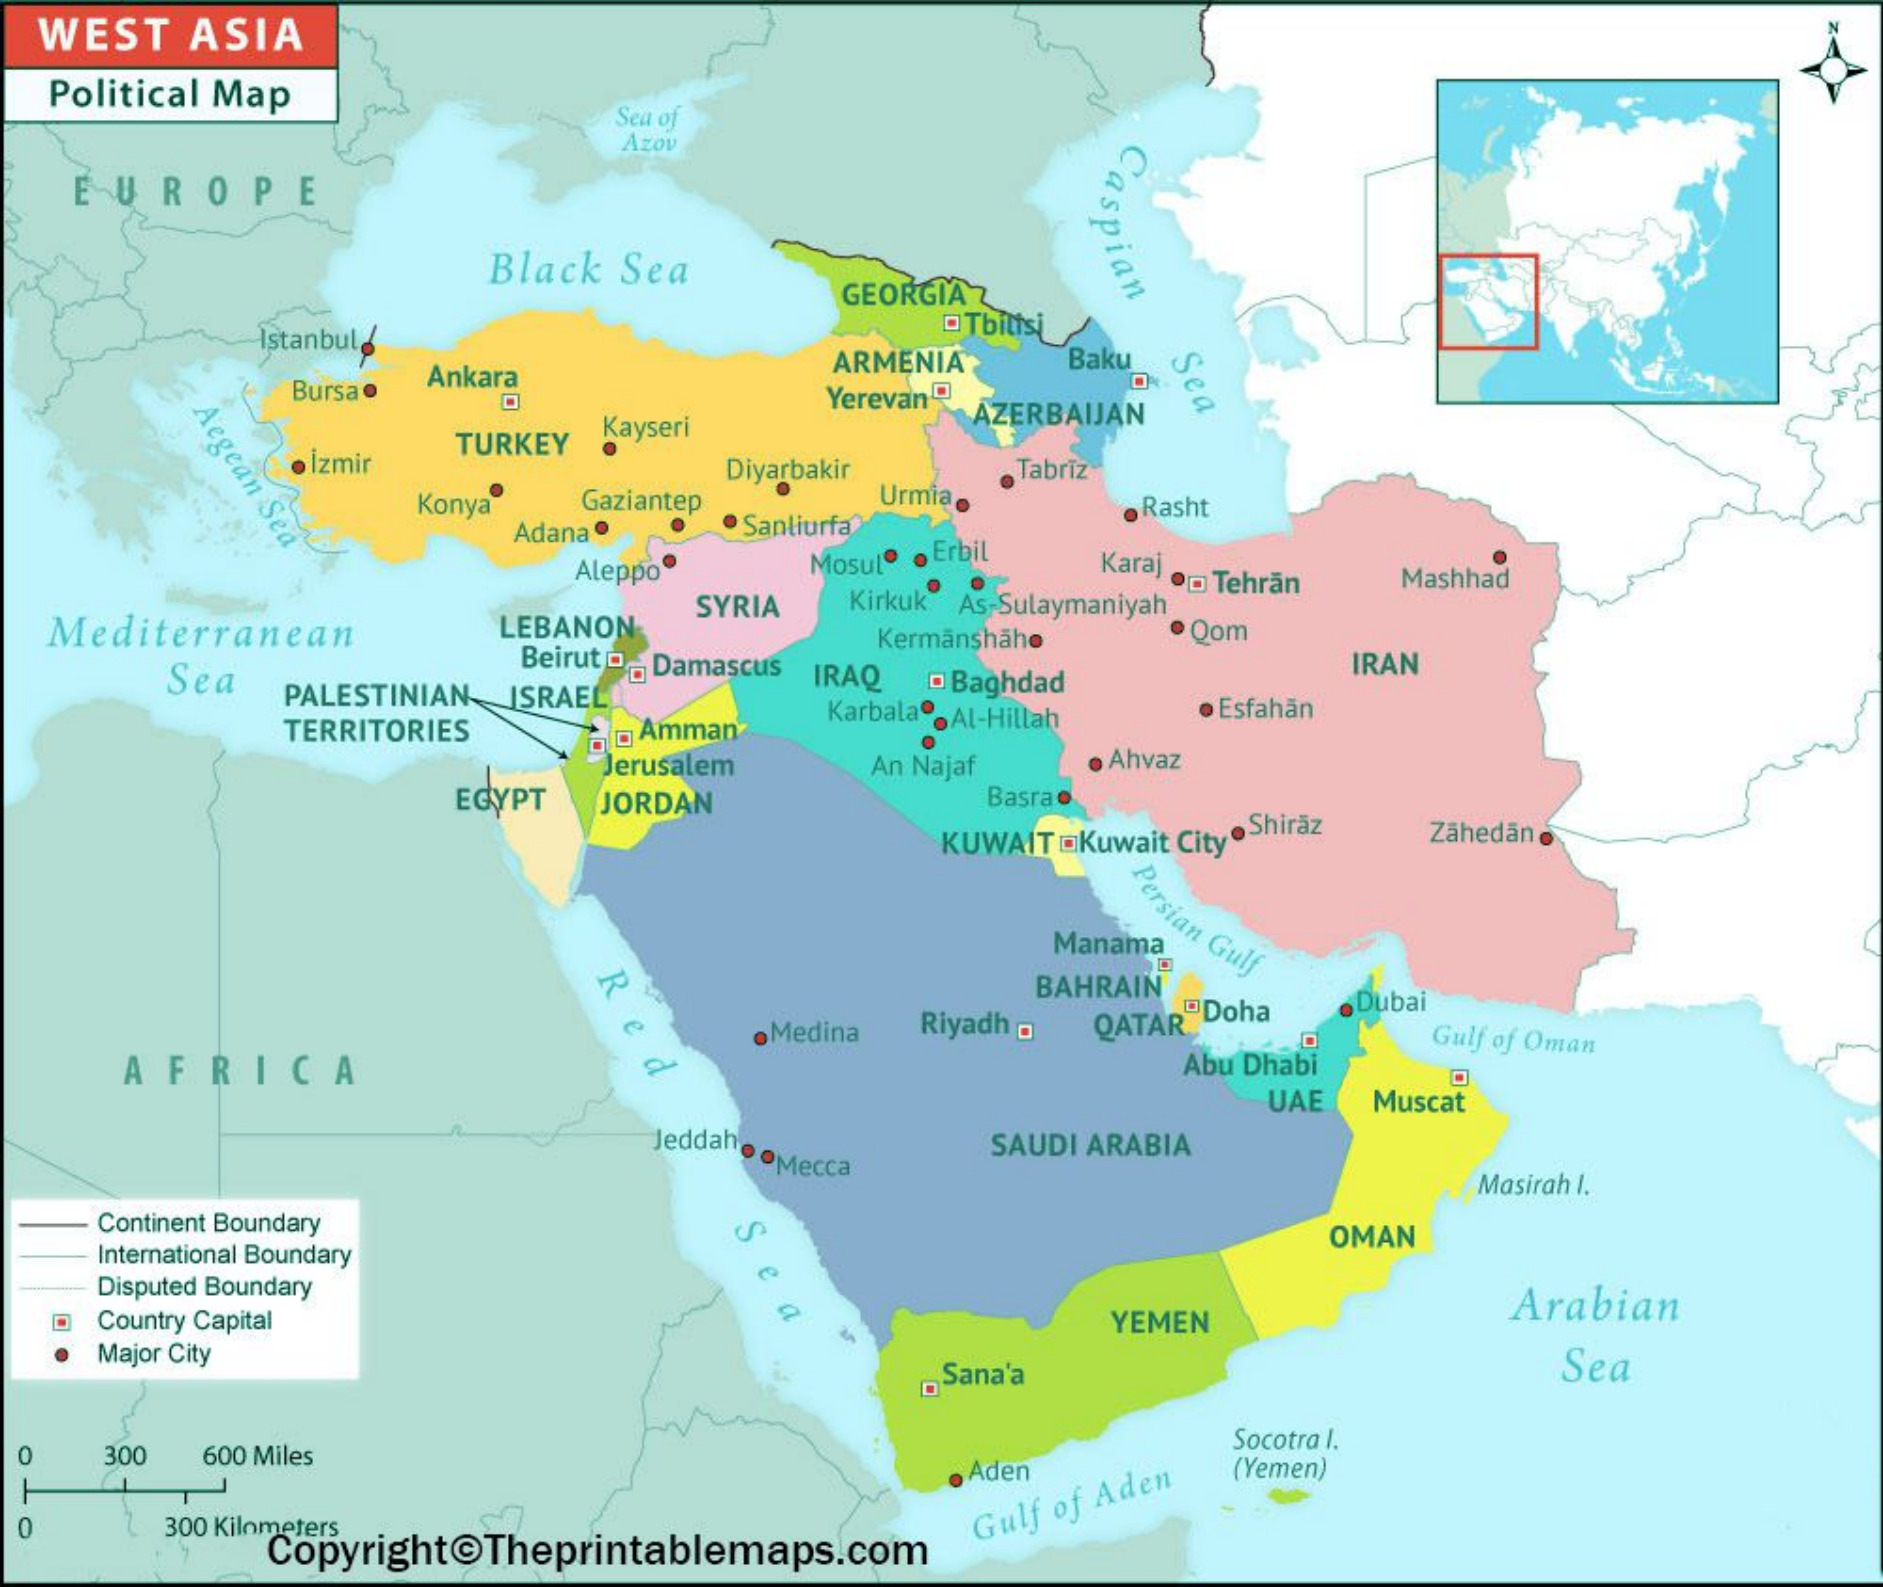 WEST ASIA
Political Map
N
Sea of
Azov
EUROPE
Caspian Sea
Black Sea
GEORGIA
Tbilisi
Istanbul
ARMENIA
Baku
Bursa
Ankara
Yerevan
AZERBAIJAN
Aegean Sea
TURKEY
Kayseri
İzmir
Diyarbakir
Tabrīz
Konya
Gaziantep
Urmia
Rasht
Adana
Sanliurfa
Aleppo
Mosul
Erbil
Karaj
Tehrān
Mashhad
SYRIA
Kirkuk
As-Sulaymaniyah
Mediterranean
Sea
LEBANON
Beirut
Kermānshāh
Qom
Damascus
IRAQ
Baghdad
IRAN
PALESTINIAN
TERRITORIES
ISRAEL
Karbala
Al-Hillah
Esfahān
Amman
Jerusalem
An Najaf
Ahvaz
EGYPT
JORDAN
Basra
KUWAIT
Kuwait City
Shirāz
Zāhedān
Persian Gulf
Manama
BAHRAIN
Red Sea
Medina
Riyadh
QATAR
Doha
Dubai
Gulf of Oman
AFRICA
Abu Dhabi
UAE
Muscat
Jeddah
Mecca
SAUDI ARABIA
Masirah I.
OMAN
Continent Boundary
International Boundary
Disputed Boundary
Country Capital
Major City
YEMEN
Arabian
Sea
Sana'a
Socotra I.
(Yemen)
Aden
Gulf of Aden
0 300 600 Miles
0 300 Kilometers
Copyright©Theprintablemaps.com